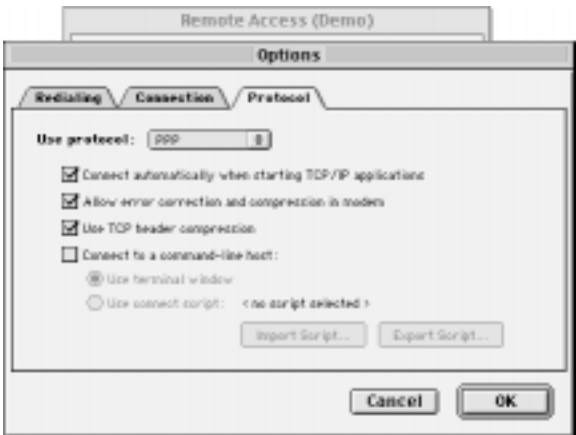 Remote Access (Demo)
Options
Redialing Connection Protocol
Use protocol: PPP
Connect automatically when starting TCP/IP applications
Allow error correction and compression in modem
Use TCP header compression
Connect to a command-line host:
Use terminal window
Use connect script: <no script selected>
Import Script... Export Script...
Cancel OK